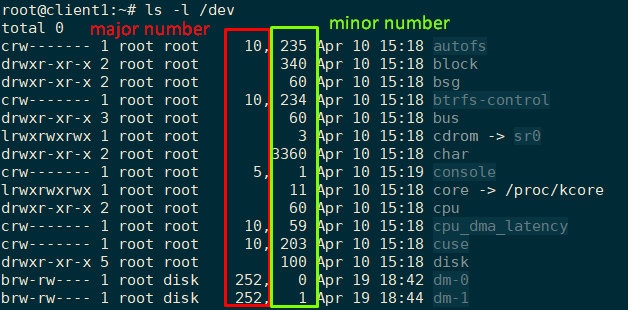 root@client1:~# ls -l /dev
total 0 major number minor number
crw------- 1 root root 10, 235 Apr 10 15:18 autofs
drwxr-xr-x 2 root root 340 Apr 10 15:18 block
drwxr-xr-x 2 root root 60 Apr 10 15:18 bsg
crw------- 1 root root 10, 234 Apr 10 15:18 btrfs-control
drwxr-xr-x 3 root root 60 Apr 10 15:18 bus
lrwxrwxrwx 1 root root 3 Apr 10 15:18 cdrom -> sr0
drwxr-xr-x 2 root root 3360 Apr 10 15:18 char
crw------- 1 root root 5, 1 Apr 10 15:19 console
lrwxrwxrwx 1 root root 11 Apr 10 15:18 core -> /proc/kcore
drwxr-xr-x 2 root root 60 Apr 10 15:18 cpu
crw------- 1 root root 10, 59 Apr 10 15:18 cpu_dma_latency
crw------- 1 root root 10, 203 Apr 10 15:18 cuse
drwxr-xr-x 5 root root 100 Apr 10 15:18 disk
brw-rw---- 1 root disk 252, 0 Apr 19 18:42 dm-0
brw-rw---- 1 root disk 252, 1 Apr 19 18:44 dm-1